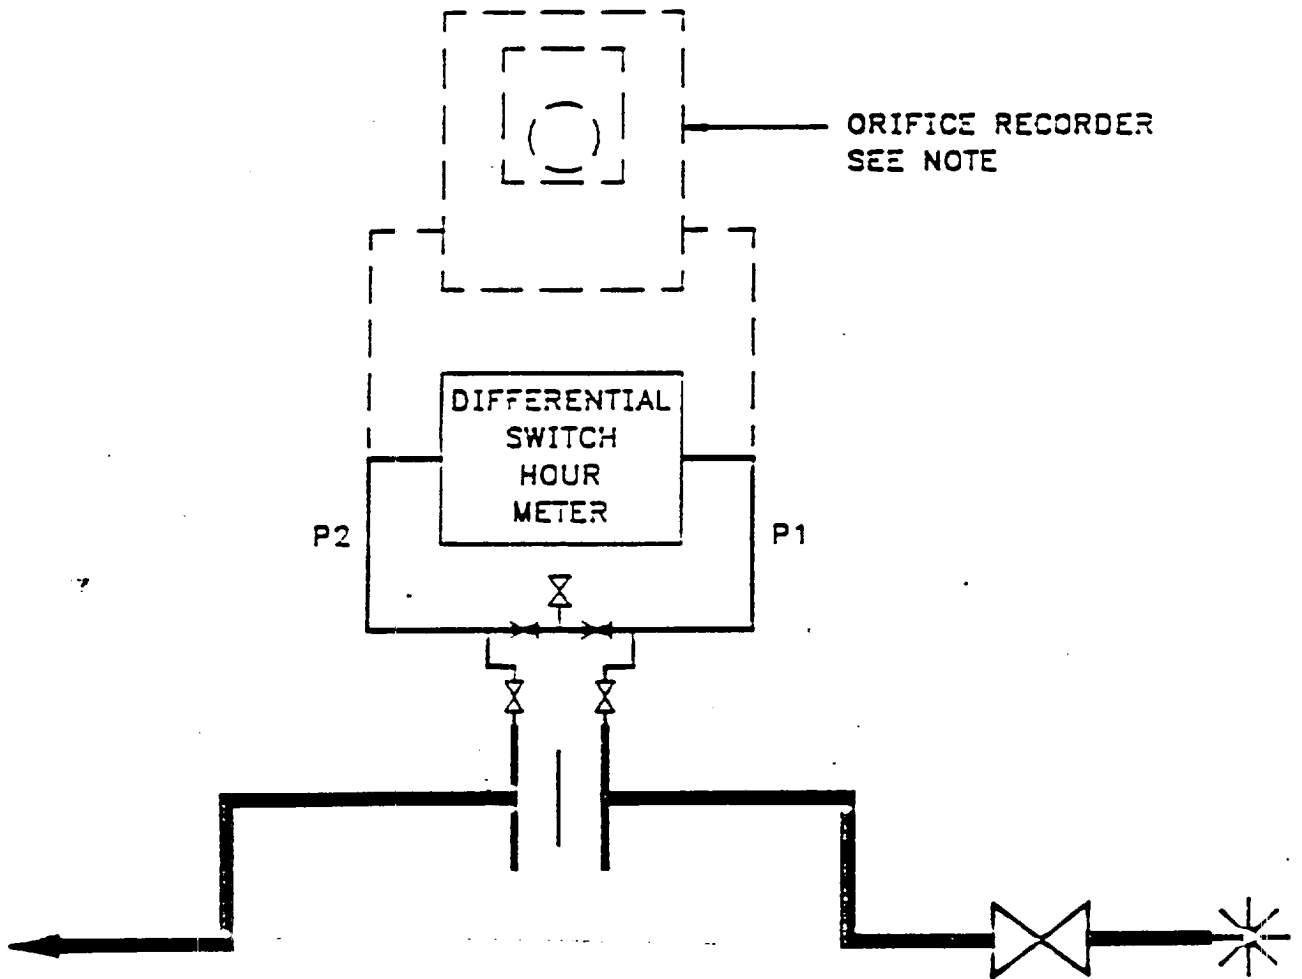 ORIFICE RECORDER
SEE NOTE
DIFFERENTIAL
SWITCH
HOUR
METER
P2
P1